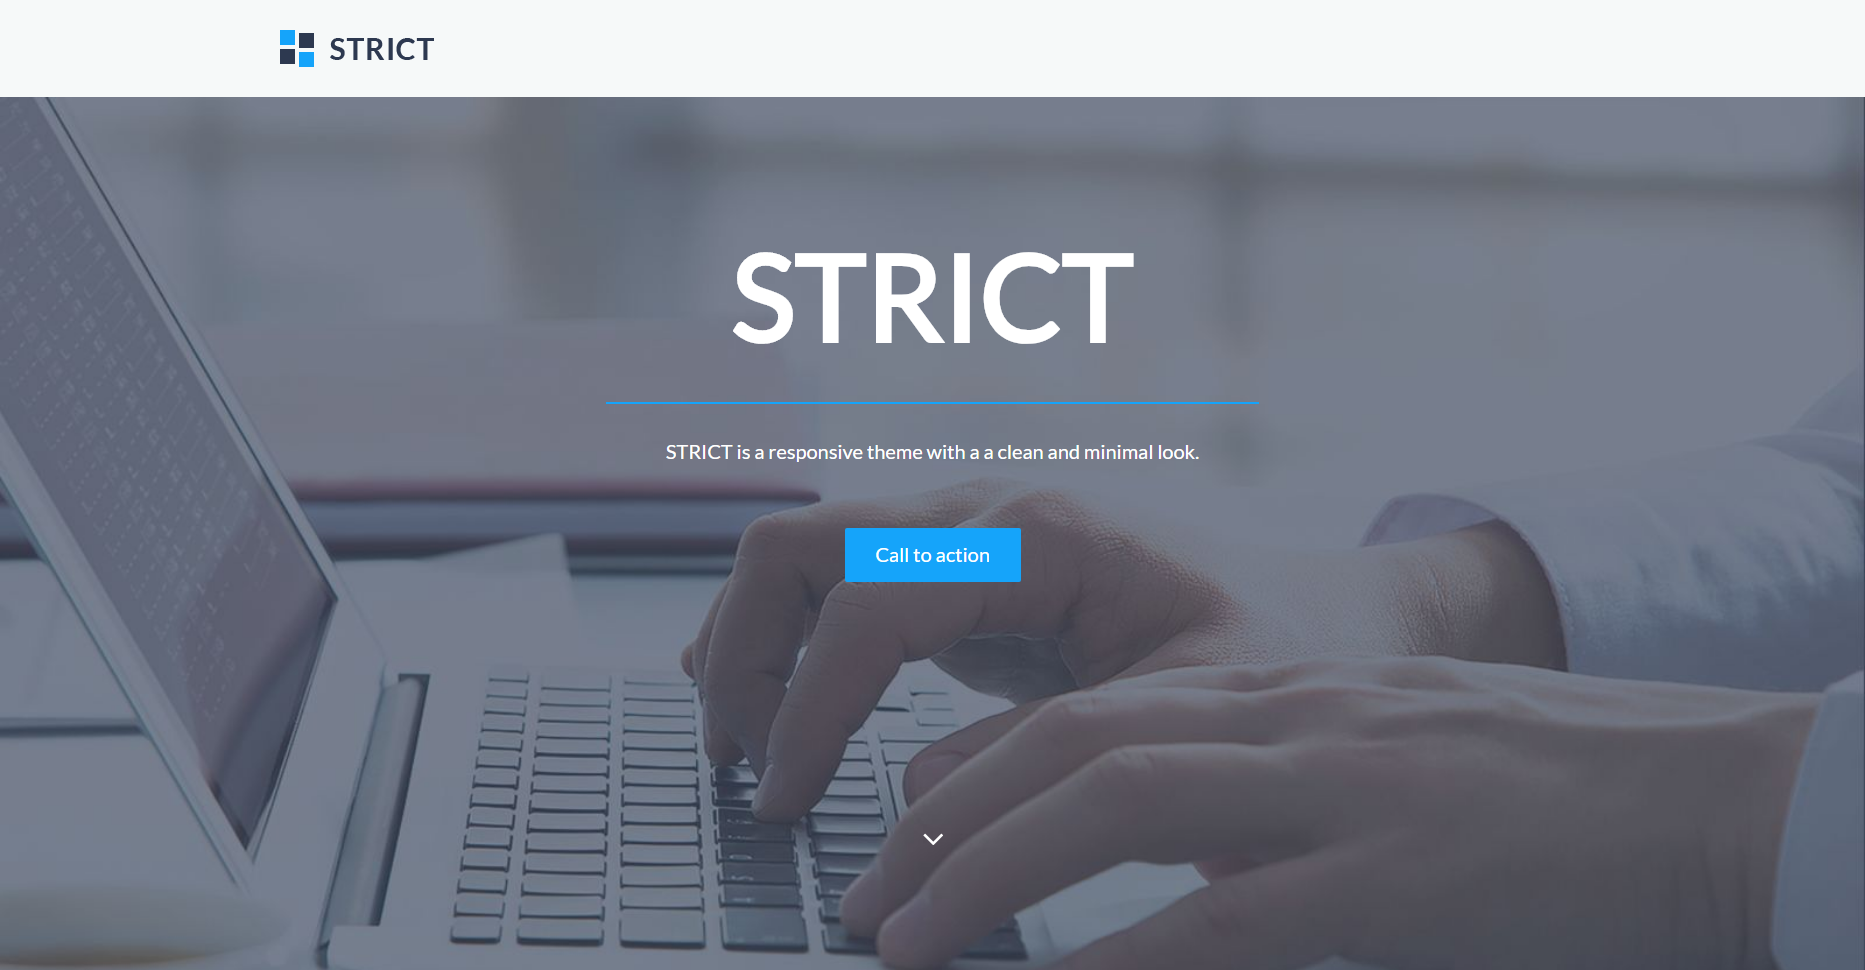 STRICT
STRICT
STRICT is a responsive theme with a a clean and minimal look.
Call to action